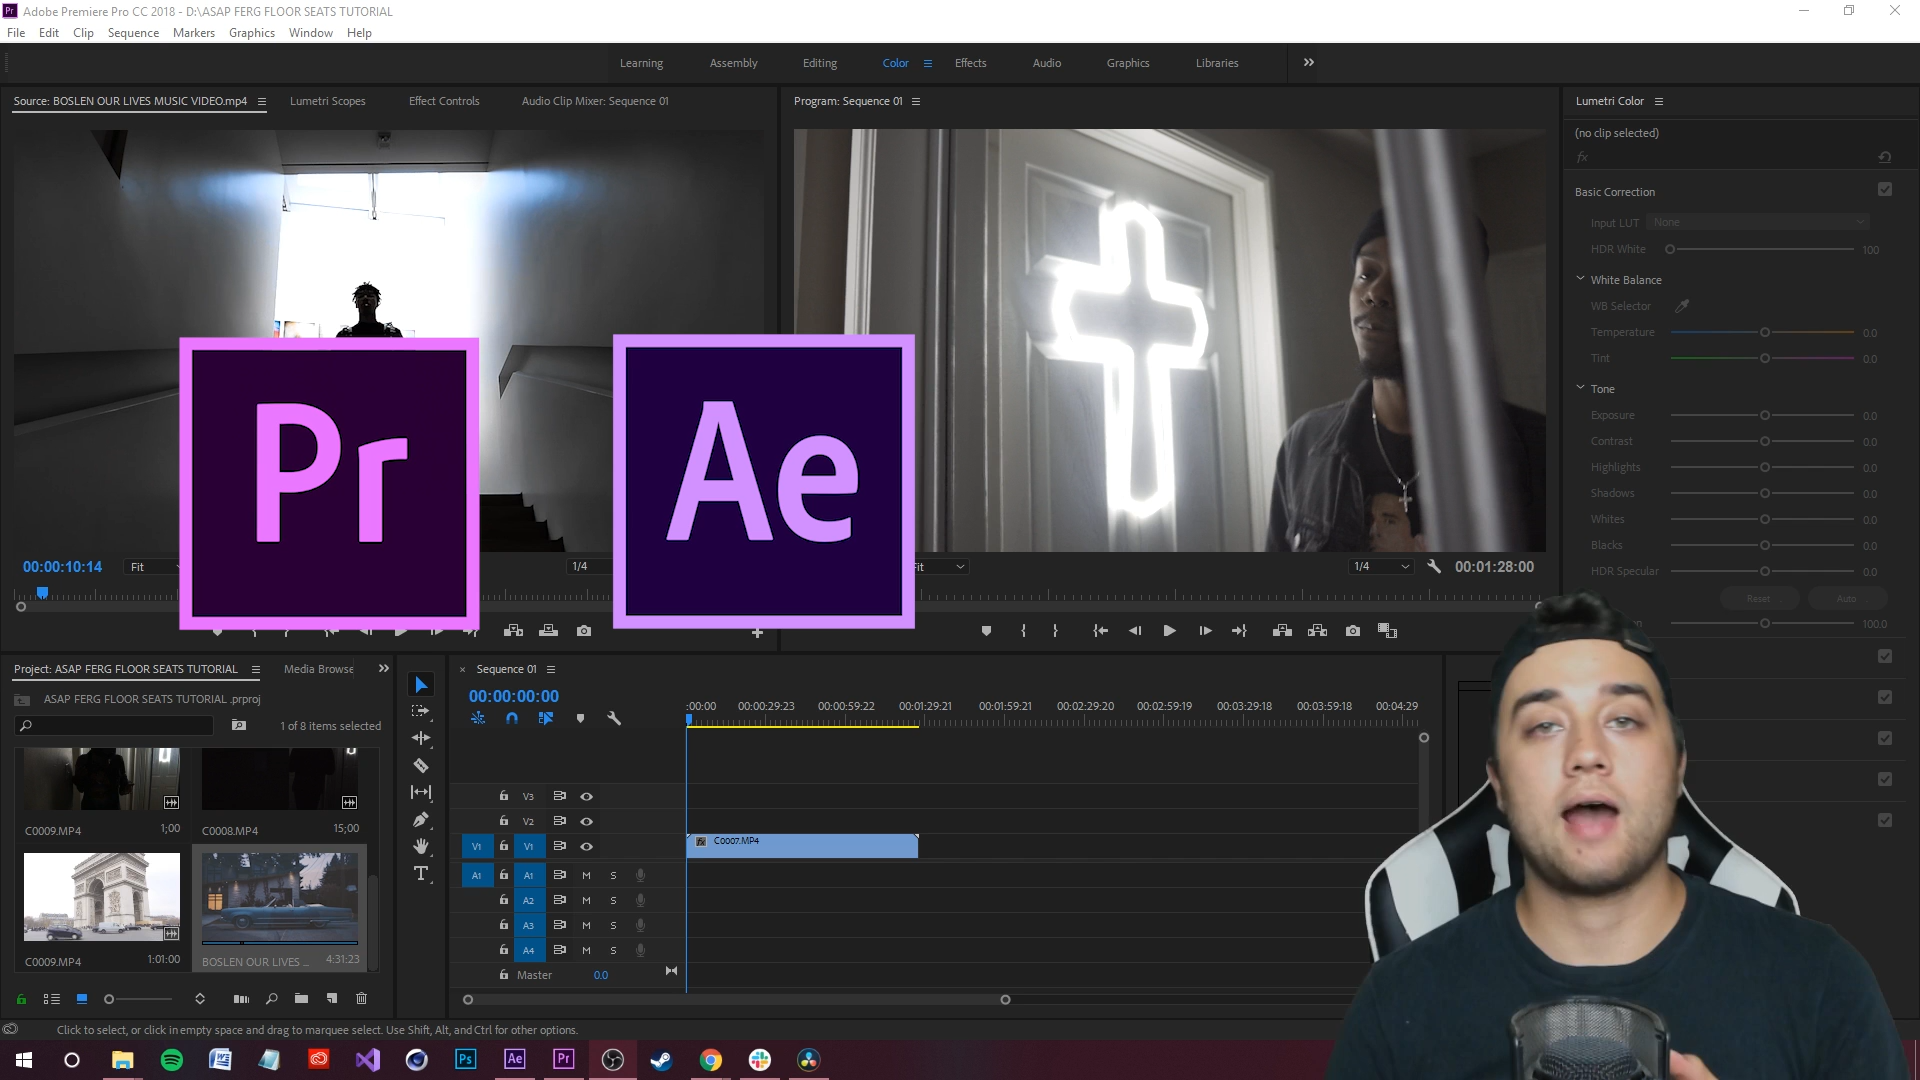 Pr Adobe Premiere Pro CC 2018 - D:\ASAP FERG FLOOR SEATS TUTORIAL
File Edit Clip Sequence Markers Graphics Window Help
Learning Assembly Editing Color Effects Audio Graphics Libraries
Source: BOSLEN OUR LIVES MUSIC VIDEO.mp4 Lumetri Scopes Effect Controls Audio Clip Mixer: Sequence 01
Program: Sequence 01
Lumetri Color
(no clip selected)
fx
Basic Correction
Input LUT None
HDR White 100
White Balance
WB Selector
Temperature 0.0
Tint 0.0
Tone
Exposure 0.0
Contrast 0.0
Highlights 0.0
Shadows 0.0
Whites 0.0
Blacks 0.0
HDR Specular 0.0
Reset Auto
100.0
Pr
Ae
00:00:10:14 Fit 1/4
Fit 1/4 00:01:28:00
Project: ASAP FERG FLOOR SEATS TUTORIAL Media Browse
ASAP FERG FLOOR SEATS TUTORIAL .prproj
1 of 8 items selected
C0009.MP4 1;00
C0008.MP4 15;00
C0009.MP4 1:01:00
BOSLEN OUR LIVES ... 4:31:23
Sequence 01
00:00:00:00
:00:00 00:00:29:23 00:00:59:22 00:01:29:21 00:01:59:21 00:02:29:20 00:02:59:19 00:03:29:18 00:03:59:18 00:04:29
V3
V2
V1 V1
fx C0007.MP4
A1 A1 M S
A2 M S
A3 M S
A4 M S
Master 0.0
T
Click to select, or click in empty space and drag to marquee select. Use Shift, Alt, and Ctrl for other options.
Ps Ae Pr